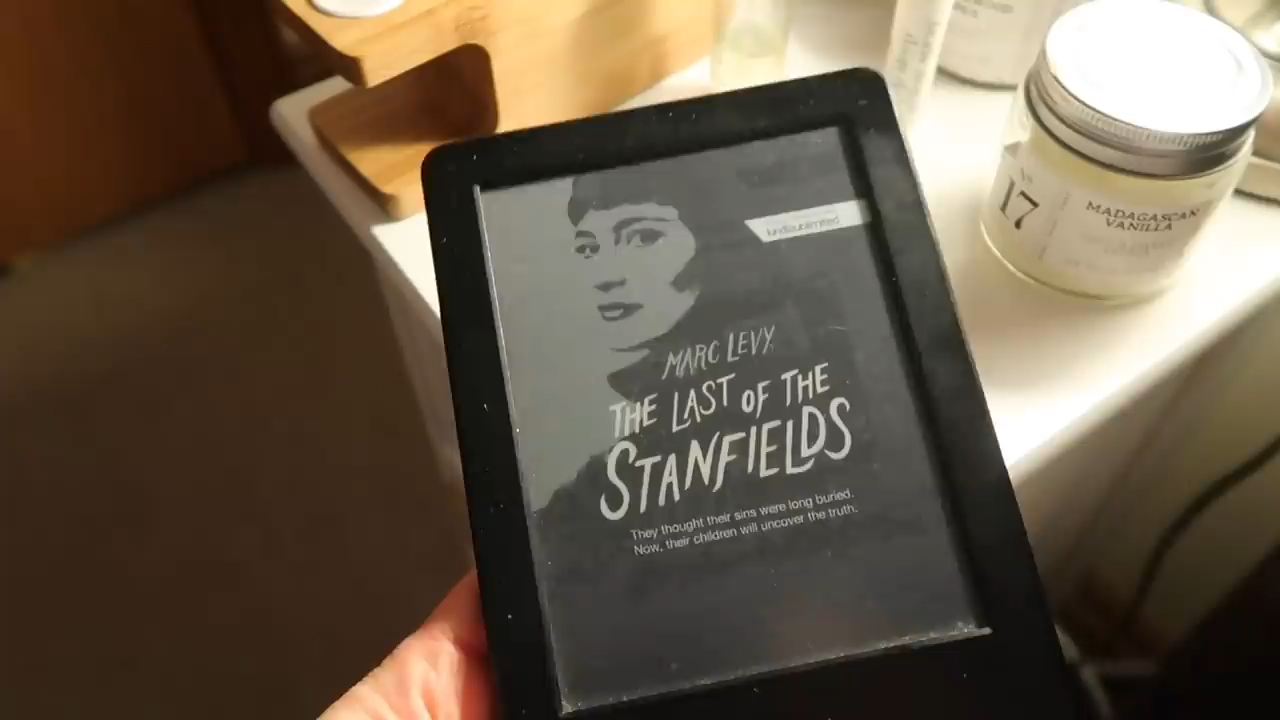 kindleunlimited
MARC LEVY
THE LAST OF THE
STANFIELDS
They thought their sins were long buried.
Now, their children will uncover the truth.
No
17
MADAGASCAN
VANILLA